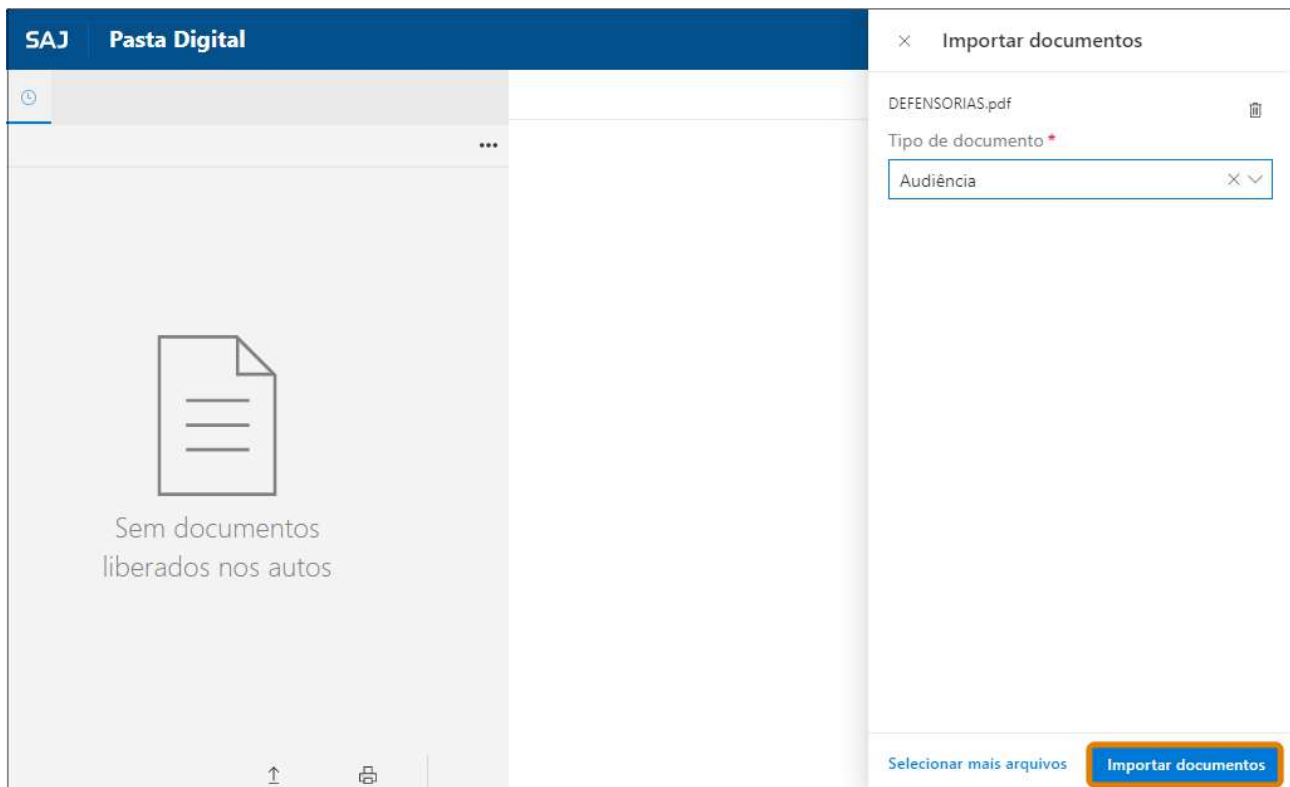 SAJ Pasta Digital
Importar documentos
DEFENSORIAS.pdf
Tipo de documento *
Audiência
Sem documentos
liberados nos autos
Selecionar mais arquivos
Importar documentos